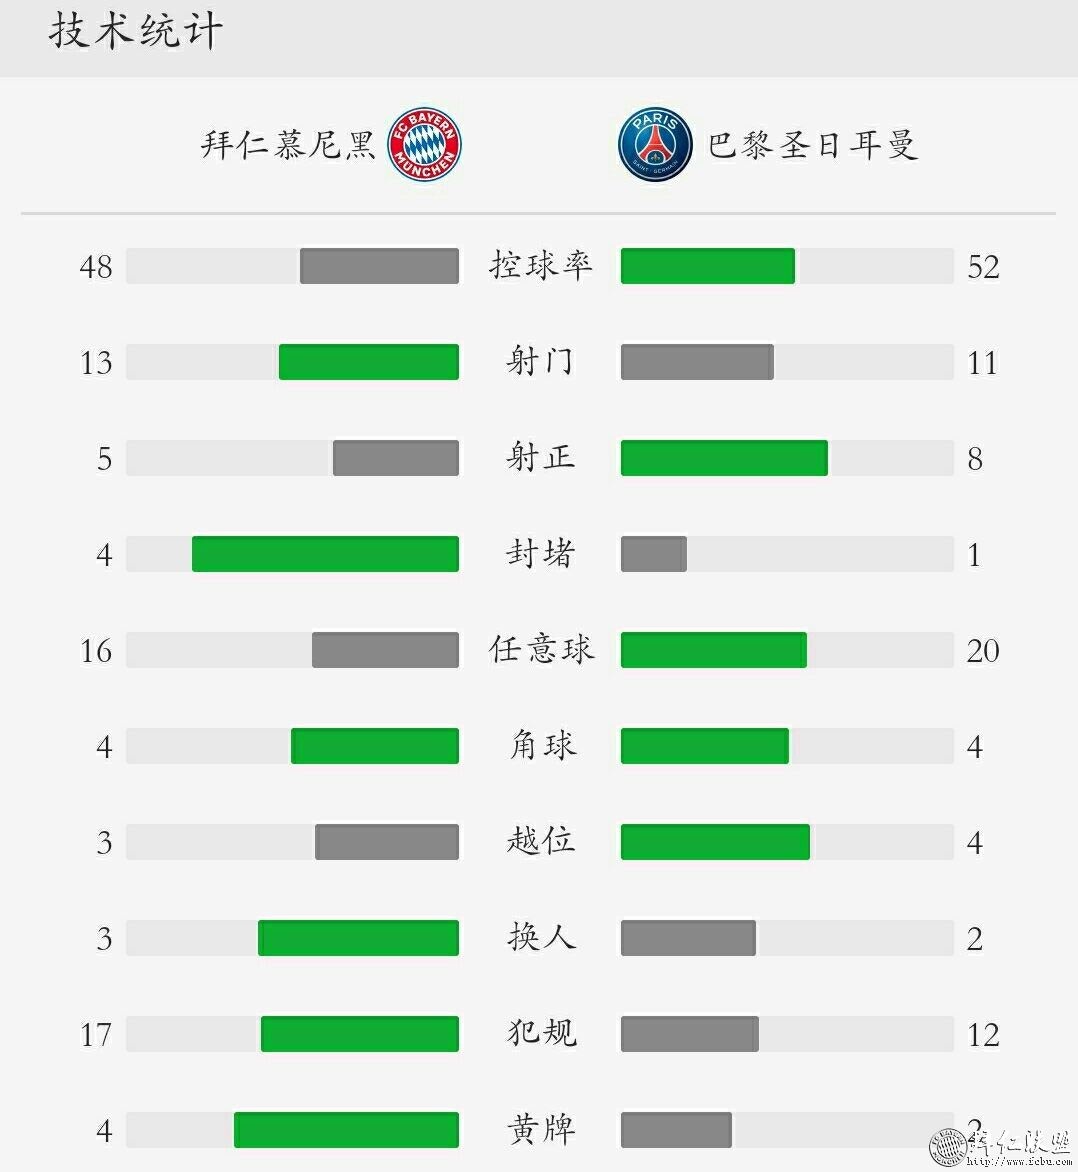 技术统计
拜仁慕尼黑 FC BAYERN MÜNCHEN PARIS SAINT-GERMAIN 巴黎圣日耳曼
48 控球率 52
13 射门 11
5 射正 8
4 封堵 1
16 任意球 20
4 角球 4
3 越位 4
3 换人 2
17 犯规 12
4 黄牌 2
拜仁联盟
http://www.fcbu.com